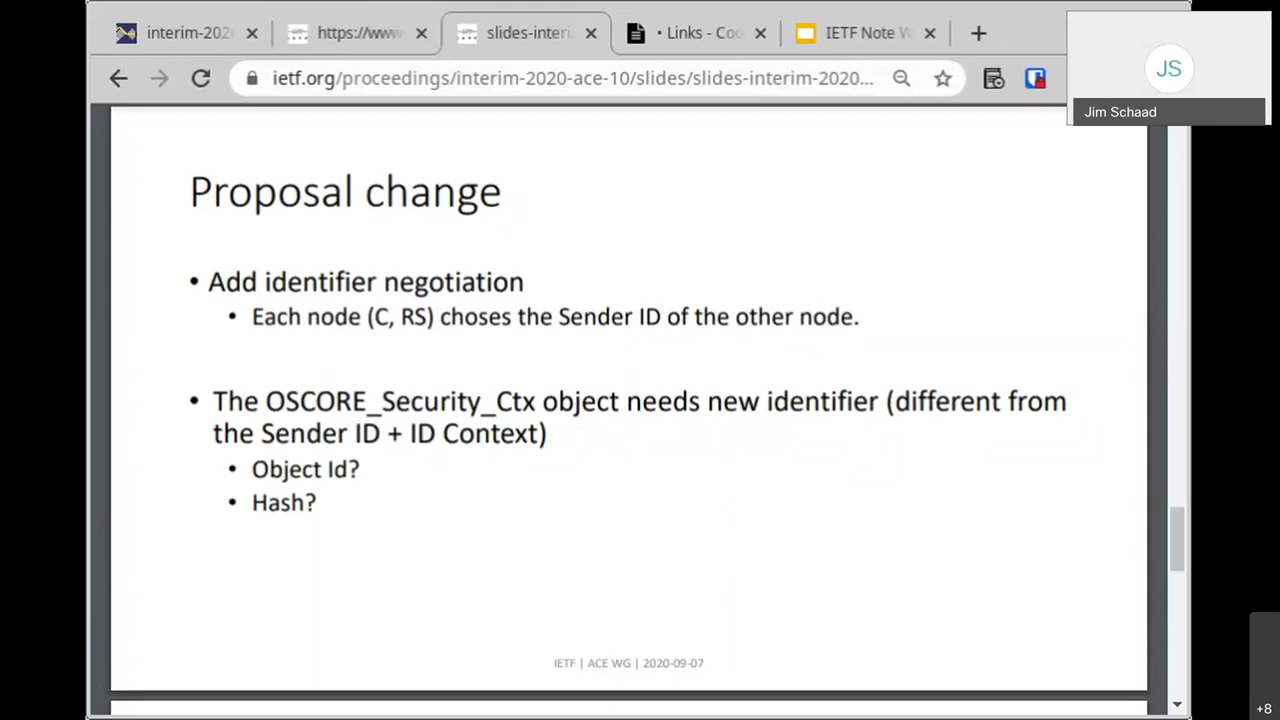 interim-202
https://www
slides-inter
• Links - Co
IETF Note W
ietf.org/proceedings/interim-2020-ace-10/slides/slides-interim-2020...
JS
Jim Schaad
Proposal change
• Add identifier negotiation
• Each node (C, RS) choses the Sender ID of the other node.
• The OSCORE_Security_Ctx object needs new identifier (different from
the Sender ID + ID Context)
• Object Id?
• Hash?
IETF | ACE WG | 2020-09-07
+8